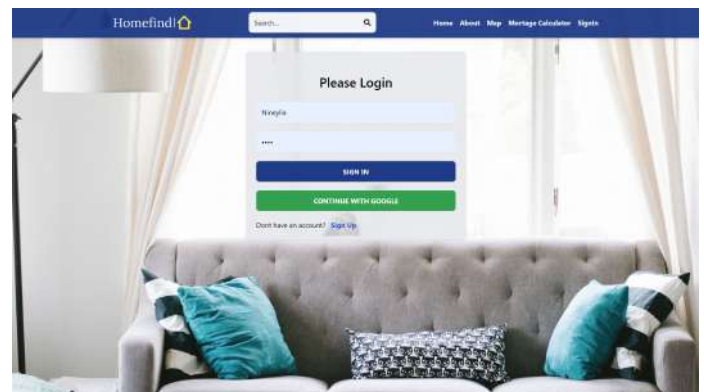 Homefind|
Search...
Home About Map Mortage Calculator SignIn
Please Login
Nineylia
••••
SIGN IN
CONTINUE WITH GOOGLE
Dont have an account? Sign Up